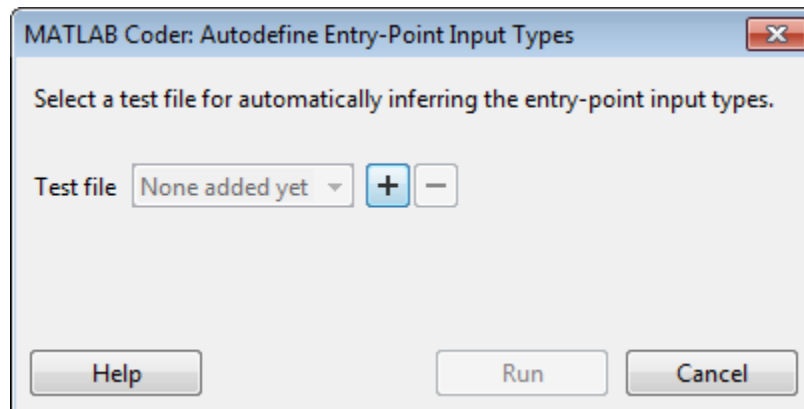 MATLAB Coder: Autodefine Entry-Point Input Types
Select a test file for automatically inferring the entry-point input types.
Test file None added yet + −
Help Run Cancel